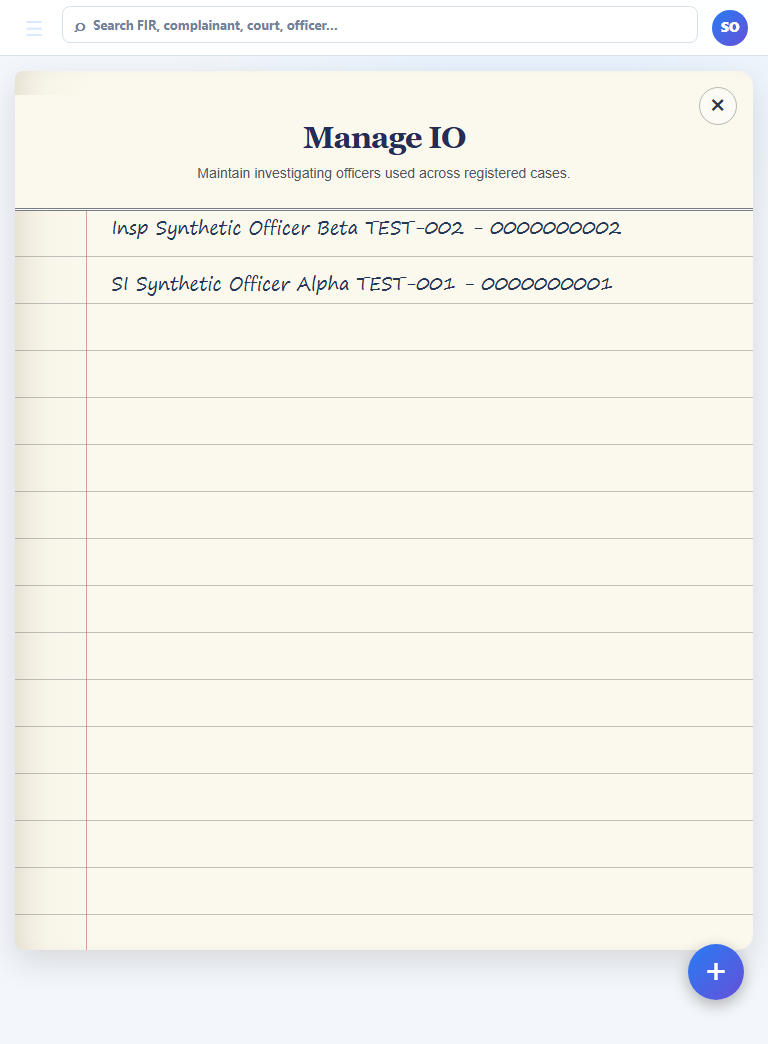 Search FIR, complainant, court, officer...
SO
Manage IO
Maintain investigating officers used across registered cases.
Insp Synthetic Officer Beta TEST-002 - 0000000002
SI Synthetic Officer Alpha TEST-001 - 0000000001